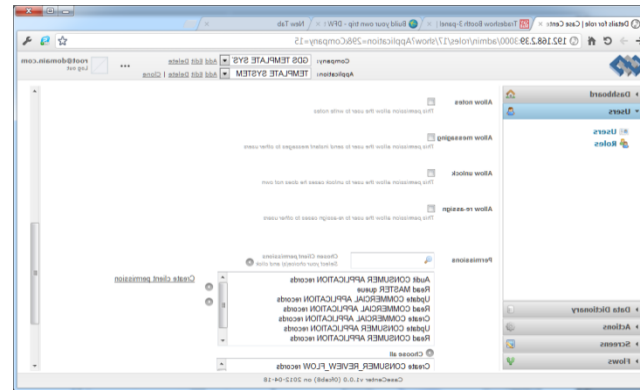 Details for role | Case Cente
Tradeshow Booth 3-panel |
Build your own trip - DFW |
New Tab
192.168.2.39:3000/admin/roles/17/show?Application=29&Company=15
Company: GDS TEMPLATE SYS Add Edit Delete
Application: TEMPLATE SYSTEM Add Edit Delete | Clone
...
root@domain.com
Log out
Dashboard
Users
Users
Roles
Data Dictionary
Actions
Screens
Flows
Allow notes
This permission allow the user to write notes
Allow messaging
This permission allow the user to send instant messages to other users
Allow unlock
This permission allow the user to unlock cases he does not own
Allow re-assign
This permission allow the user to re-assign cases to other users
Permissions
Choose Client permissions
Select your choice(s) and click
Audit CONSUMER APPLICATION records
Read MASTER queue
Update COMMERCIAL APPLICATION records
Read COMMERCIAL APPLICATION records
Create COMMERCIAL APPLICATION records
Update CONSUMER APPLICATION records
Read CONSUMER APPLICATION records
Create client permission
Choose all
Create CONSUMER_REVIEW_FLOW records
CaseCenter v1.0.0 (0feab8) on 2012-04-18